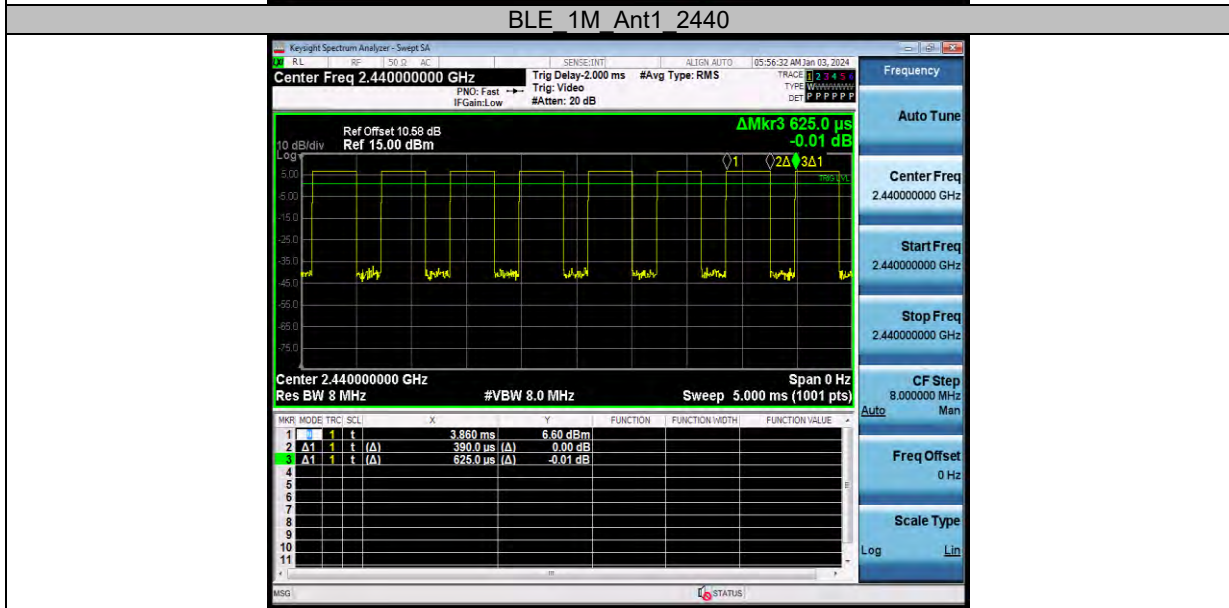 BLE_1M_Ant1_2440
Keysight Spectrum Analyzer - Swept SA
RL RF 50 Ω AC SENSE:INT ALIGN AUTO 05:56:32 AM Jan 03, 2024
Center Freq 2.440000000 GHz
PNO: Fast
IFGain:Low
Trig Delay-2.000 ms
Trig: Video
#Atten: 20 dB
#Avg Type: RMS
TRACE 1 2 3 4 5 6
TYPE WWWWWW
DET P P P P P P
ΔMkr3 625.0 µs
-0.01 dB
Ref Offset 10.58 dB
10 dB/div Ref 15.00 dBm
Log
1 2Δ 3Δ1
TRIG LVL
5.00
-5.00
-15.0
-25.0
-35.0
-45.0
-55.0
-65.0
-75.0
Center 2.440000000 GHz Span 0 Hz
Res BW 8 MHz #VBW 8.0 MHz Sweep 5.000 ms (1001 pts)
MKR MODE TRC SCL X Y FUNCTION FUNCTION WIDTH FUNCTION VALUE
1 1 t 3.860 ms 6.60 dBm
2 Δ1 1 t (Δ) 390.0 µs (Δ) 0.00 dB
3 Δ1 1 t (Δ) 625.0 µs (Δ) -0.01 dB
4
5
6
7
8
9
10
11
MSG STATUS
Frequency
Auto Tune
Center Freq
2.440000000 GHz
Start Freq
2.440000000 GHz
Stop Freq
2.440000000 GHz
CF Step
8.000000 MHz
Auto Man
Freq Offset
0 Hz
Scale Type
Log Lin